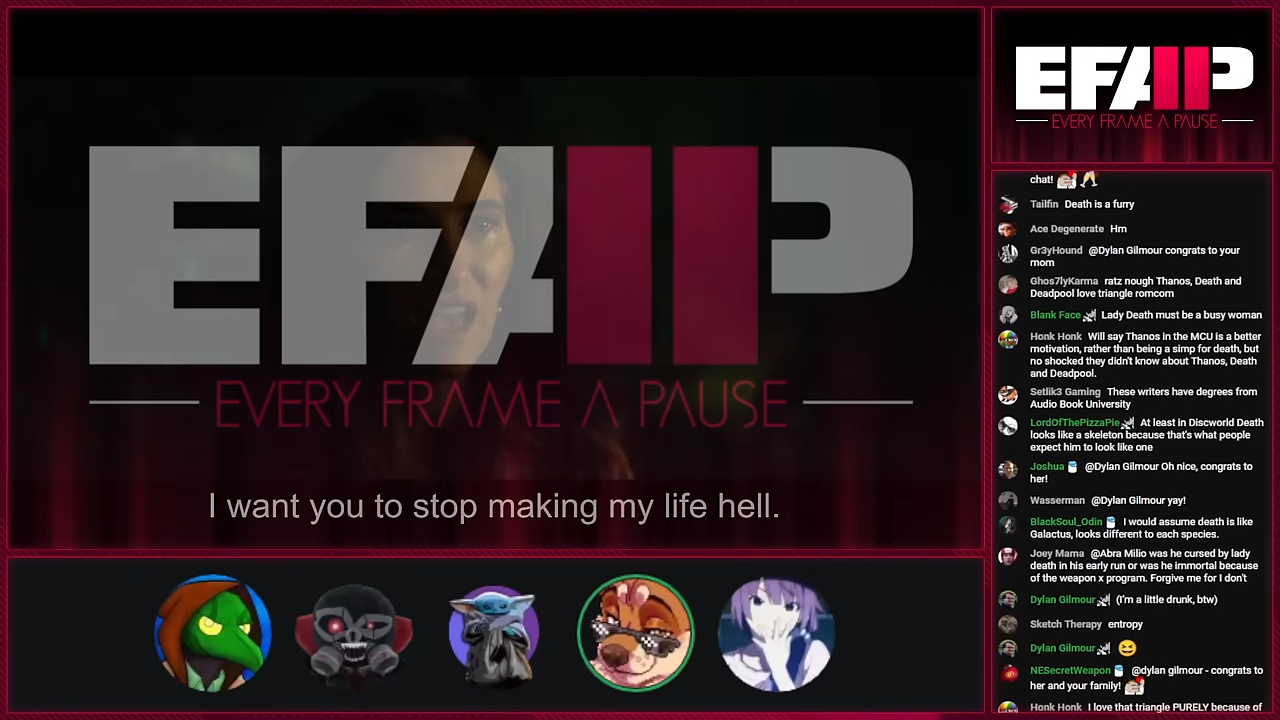 EFAP
EVERY FRAME A PAUSE
I want you to stop making my life hell.
EFAP
EVERY FRAME A PAUSE
chat!
Tailfin Death is a furry
Ace Degenerate Hm
Gr3yHound @Dylan Gilmour congrats to your
mom
Ghos7lyKarma ratz nough Thanos, Death and
Deadpool love triangle romcom
Blank Face Lady Death must be a busy woman
Honk Honk Will say Thanos in the MCU is a better
motivation, rather than being a simp for death, but
no shocked they didn't know about Thanos, Death
and Deadpool.
Setlik3 Gaming These writers have degrees from
Audio Book University
LordOfThePizzaPie At least in Discworld Death
looks like a skeleton because that's what people
expect him to look like one
Joshua @Dylan Gilmour Oh nice, congrats to
her!
Wasserman @Dylan Gilmour yay!
BlackSoul_Odin I would assume death is like
Galactus, looks different to each species.
Joey Mama @Abra Milio was he cursed by lady
death in his early run or was he immortal because
of the weapon x program. Forgive me for I don't
Dylan Gilmour (I'm a little drunk, btw)
Sketch Therapy entropy
Dylan Gilmour
NESecretWeapon @dylan gilmour - congrats to
her and your family!
Honk Honk I love that triangle PURELY because of